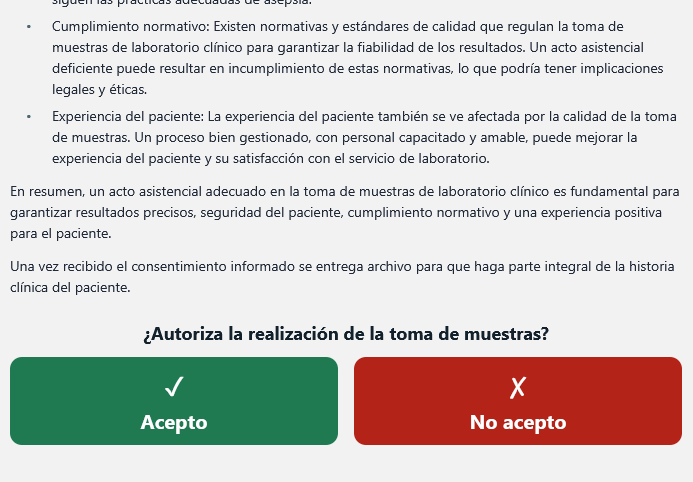 siguen las prácticas adecuadas de asepsia.
• Cumplimiento normativo: Existen normativas y estándares de calidad que regulan la toma de
muestras de laboratorio clínico para garantizar la fiabilidad de los resultados. Un acto asistencial
deficiente puede resultar en incumplimiento de estas normativas, lo que podría tener implicaciones
legales y éticas.
• Experiencia del paciente: La experiencia del paciente también se ve afectada por la calidad de la toma
de muestras. Un proceso bien gestionado, con personal capacitado y amable, puede mejorar la
experiencia del paciente y su satisfacción con el servicio de laboratorio.
En resumen, un acto asistencial adecuado en la toma de muestras de laboratorio clínico es fundamental para
garantizar resultados precisos, seguridad del paciente, cumplimiento normativo y una experiencia positiva
para el paciente.
Una vez recibido el consentimiento informado se entrega archivo para que haga parte integral de la historia
clínica del paciente.
¿Autoriza la realización de la toma de muestras?
✓
Acepto
✗
No acepto